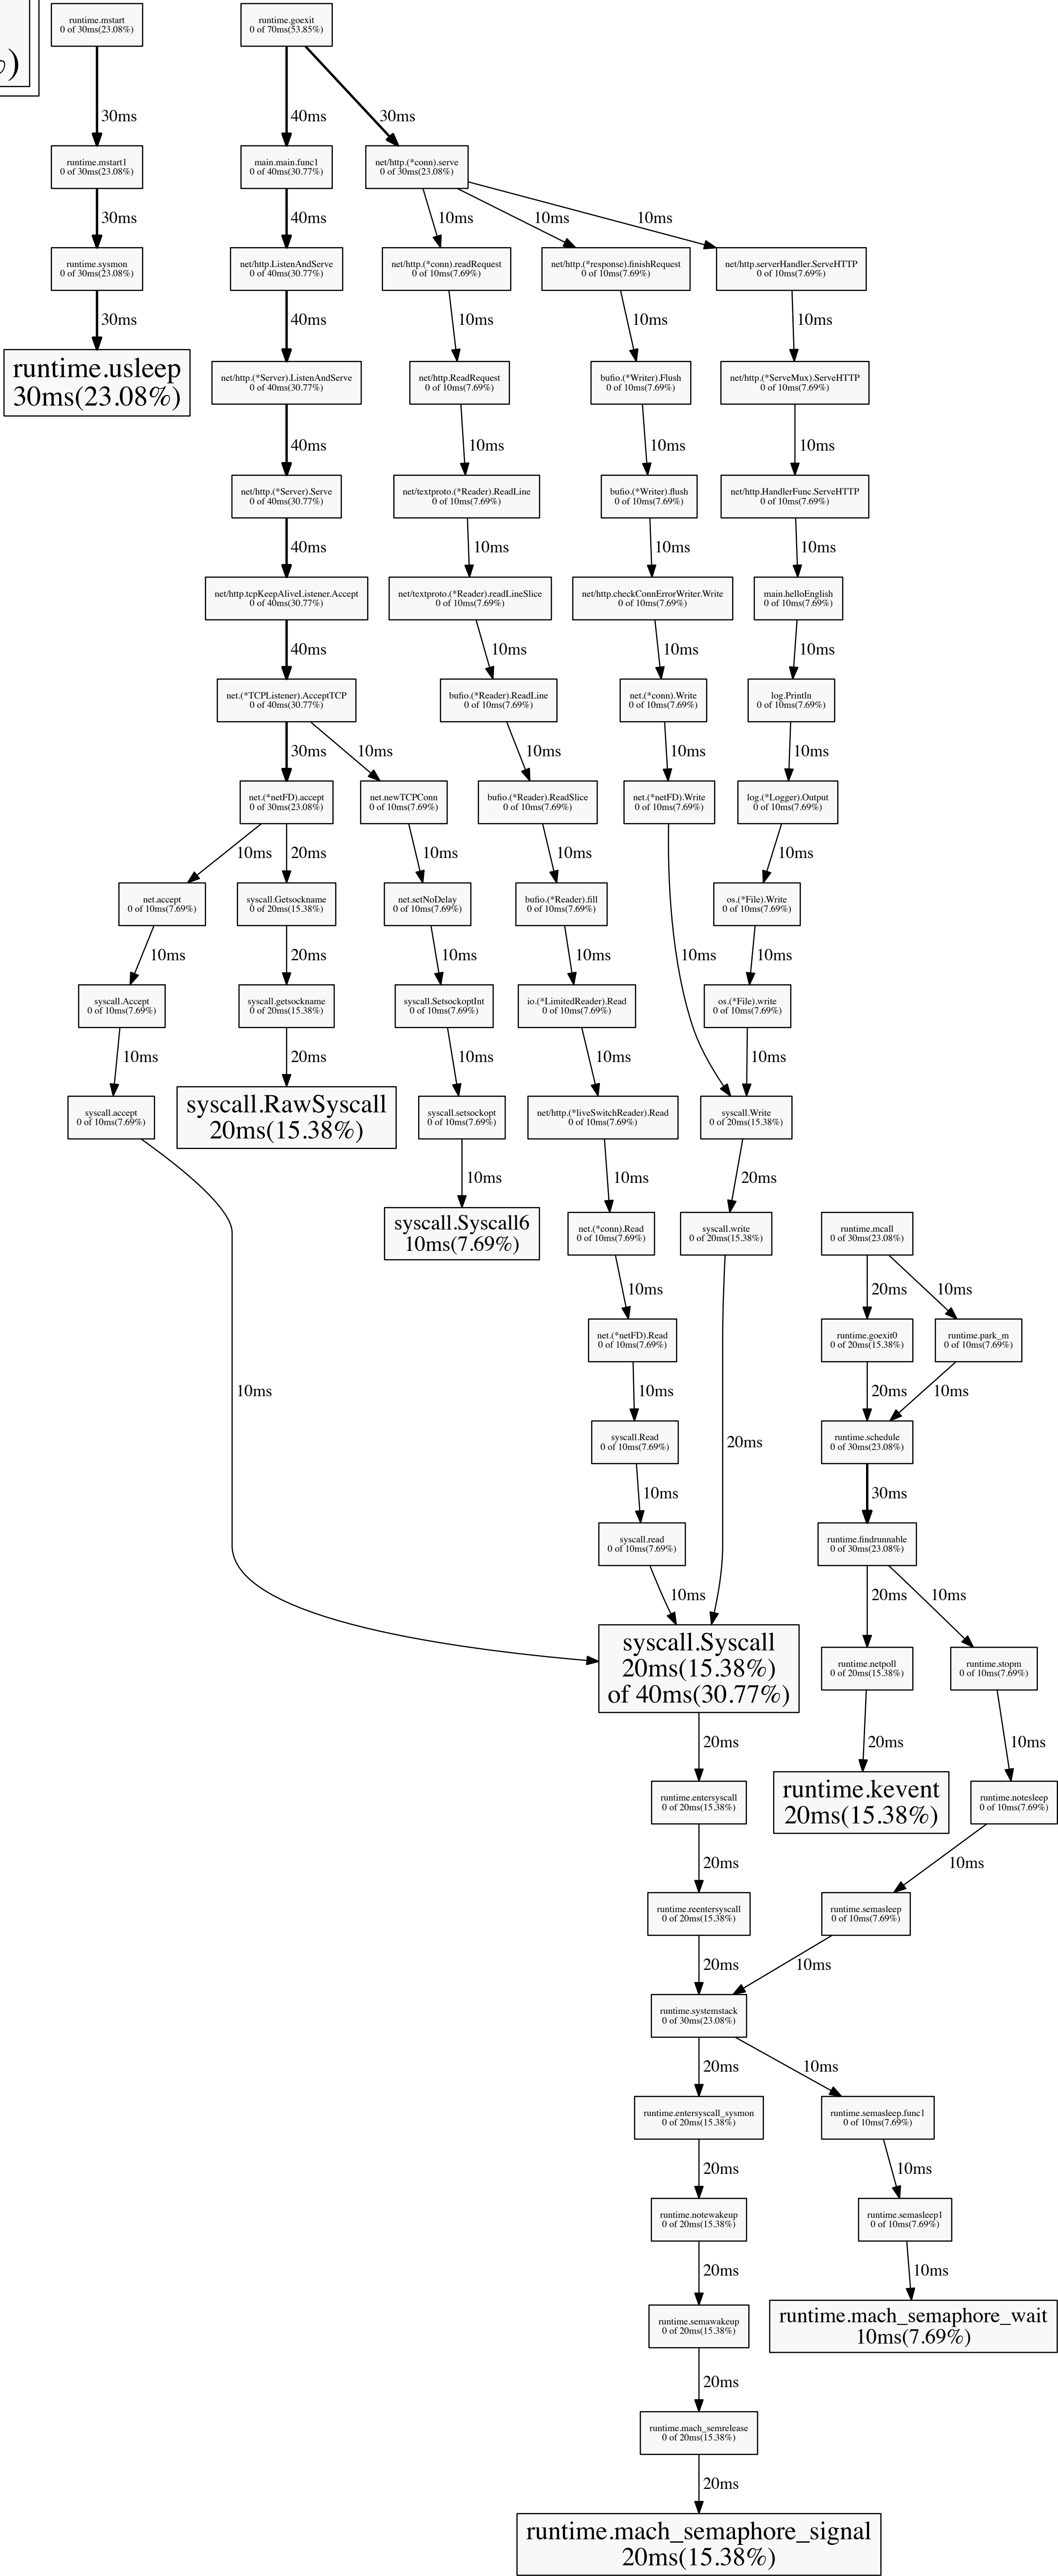 %)
runtime.mstart
0 of 30ms(23.08%)
runtime.goexit
0 of 70ms(53.85%)
30ms
40ms
30ms
runtime.mstart1
0 of 30ms(23.08%)
main.main.func1
0 of 40ms(30.77%)
net/http.(*conn).serve
0 of 30ms(23.08%)
30ms
40ms
10ms
10ms
10ms
runtime.sysmon
0 of 30ms(23.08%)
net/http.ListenAndServe
0 of 40ms(30.77%)
net/http.(*conn).readRequest
0 of 10ms(7.69%)
net/http.(*response).finishRequest
0 of 10ms(7.69%)
net/http.serverHandler.ServeHTTP
0 of 10ms(7.69%)
30ms
40ms
10ms
10ms
10ms
runtime.usleep
30ms(23.08%)
net/http.(*Server).ListenAndServe
0 of 40ms(30.77%)
net/http.ReadRequest
0 of 10ms(7.69%)
bufio.(*Writer).Flush
0 of 10ms(7.69%)
net/http.(*ServeMux).ServeHTTP
0 of 10ms(7.69%)
40ms
10ms
10ms
10ms
net/http.(*Server).Serve
0 of 40ms(30.77%)
net/textproto.(*Reader).ReadLine
0 of 10ms(7.69%)
bufio.(*Writer).flush
0 of 10ms(7.69%)
net/http.HandlerFunc.ServeHTTP
0 of 10ms(7.69%)
40ms
10ms
10ms
10ms
net/http.tcpKeepAliveListener.Accept
0 of 40ms(30.77%)
net/textproto.(*Reader).readLineSlice
0 of 10ms(7.69%)
net/http.checkConnErrorWriter.Write
0 of 10ms(7.69%)
main.helloEnglish
0 of 10ms(7.69%)
40ms
10ms
10ms
10ms
net.(*TCPListener).AcceptTCP
0 of 40ms(30.77%)
bufio.(*Reader).ReadLine
0 of 10ms(7.69%)
net.(*conn).Write
0 of 10ms(7.69%)
log.Println
0 of 10ms(7.69%)
30ms
10ms
10ms
10ms
10ms
net.(*netFD).accept
0 of 30ms(23.08%)
net.newTCPConn
0 of 10ms(7.69%)
bufio.(*Reader).ReadSlice
0 of 10ms(7.69%)
net.(*netFD).Write
0 of 10ms(7.69%)
log.(*Logger).Output
0 of 10ms(7.69%)
10ms
20ms
10ms
10ms
10ms
net.accept
0 of 10ms(7.69%)
syscall.Getsockname
0 of 20ms(15.38%)
net.setNoDelay
0 of 10ms(7.69%)
bufio.(*Reader).fill
0 of 10ms(7.69%)
os.(*File).Write
0 of 10ms(7.69%)
10ms
20ms
10ms
10ms
10ms
10ms
syscall.Accept
0 of 10ms(7.69%)
syscall.getsockname
0 of 20ms(15.38%)
syscall.SetsockoptInt
0 of 10ms(7.69%)
io.(*LimitedReader).Read
0 of 10ms(7.69%)
os.(*File).write
0 of 10ms(7.69%)
10ms
20ms
10ms
10ms
10ms
syscall.accept
0 of 10ms(7.69%)
syscall.RawSyscall
20ms(15.38%)
syscall.setsockopt
0 of 10ms(7.69%)
net/http.(*liveSwitchReader).Read
0 of 10ms(7.69%)
syscall.Write
0 of 20ms(15.38%)
10ms
10ms
20ms
syscall.Syscall6
10ms(7.69%)
net.(*conn).Read
0 of 10ms(7.69%)
syscall.write
0 of 20ms(15.38%)
runtime.mcall
0 of 30ms(23.08%)
10ms
20ms
10ms
net.(*netFD).Read
0 of 10ms(7.69%)
runtime.goexit0
0 of 20ms(15.38%)
runtime.park_m
0 of 10ms(7.69%)
10ms
10ms
20ms
10ms
syscall.Read
0 of 10ms(7.69%)
20ms
runtime.schedule
0 of 30ms(23.08%)
10ms
30ms
syscall.read
0 of 10ms(7.69%)
runtime.findrunnable
0 of 30ms(23.08%)
10ms
20ms
10ms
syscall.Syscall
20ms(15.38%)
of 40ms(30.77%)
runtime.netpoll
0 of 20ms(15.38%)
runtime.stopm
0 of 10ms(7.69%)
20ms
20ms
10ms
runtime.entersyscall
0 of 20ms(15.38%)
runtime.kevent
20ms(15.38%)
runtime.notesleep
0 of 10ms(7.69%)
20ms
10ms
runtime.reentersyscall
0 of 20ms(15.38%)
runtime.semasleep
0 of 10ms(7.69%)
20ms
10ms
runtime.systemstack
0 of 30ms(23.08%)
20ms
10ms
runtime.entersyscall_sysmon
0 of 20ms(15.38%)
runtime.semasleep.func1
0 of 10ms(7.69%)
20ms
10ms
runtime.notewakeup
0 of 20ms(15.38%)
runtime.semasleep1
0 of 10ms(7.69%)
20ms
10ms
runtime.semawakeup
0 of 20ms(15.38%)
runtime.mach_semaphore_wait
10ms(7.69%)
20ms
runtime.mach_semrelease
0 of 20ms(15.38%)
20ms
runtime.mach_semaphore_signal
20ms(15.38%)